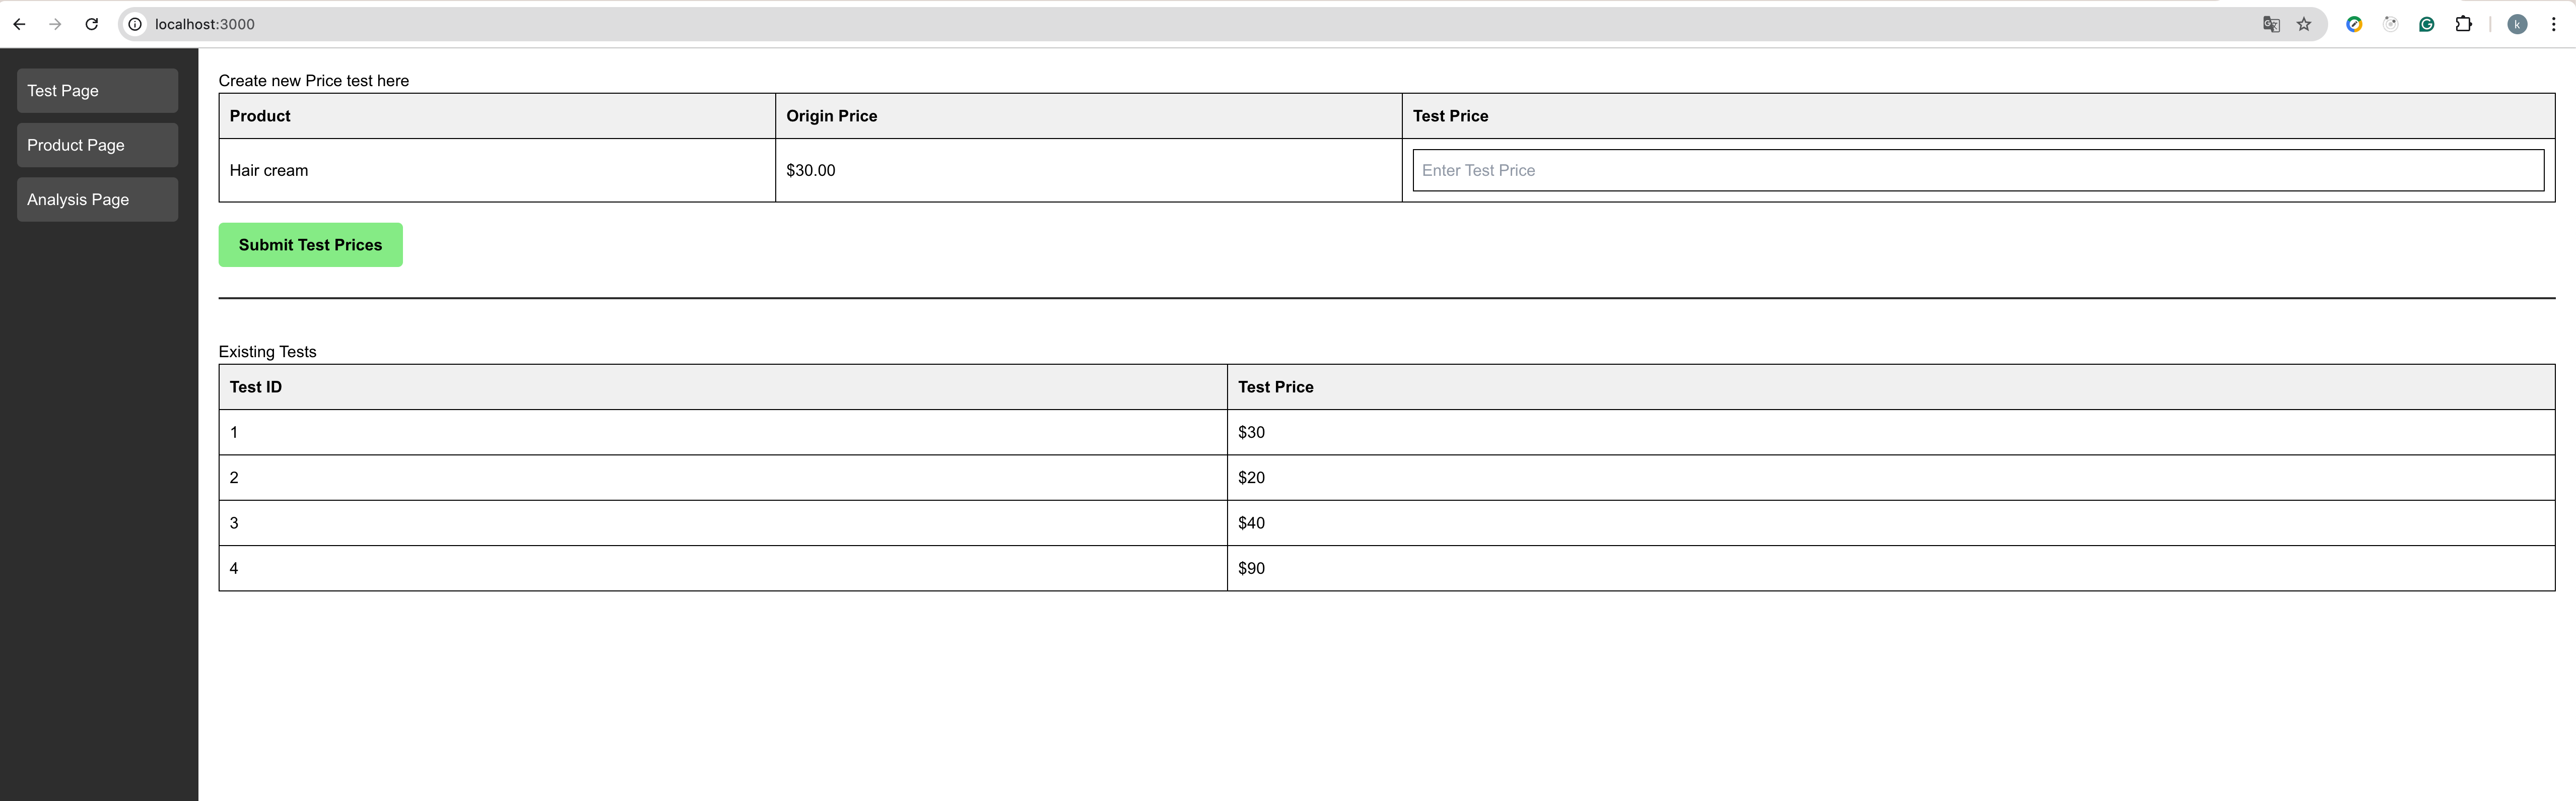 localhost:3000
k
Test Page
Product Page
Analysis Page
Create new Price test here
Product Origin Price Test Price
Hair cream $30.00 Enter Test Price
Submit Test Prices
Existing Tests
Test ID Test Price
1 $30
2 $20
3 $40
4 $90